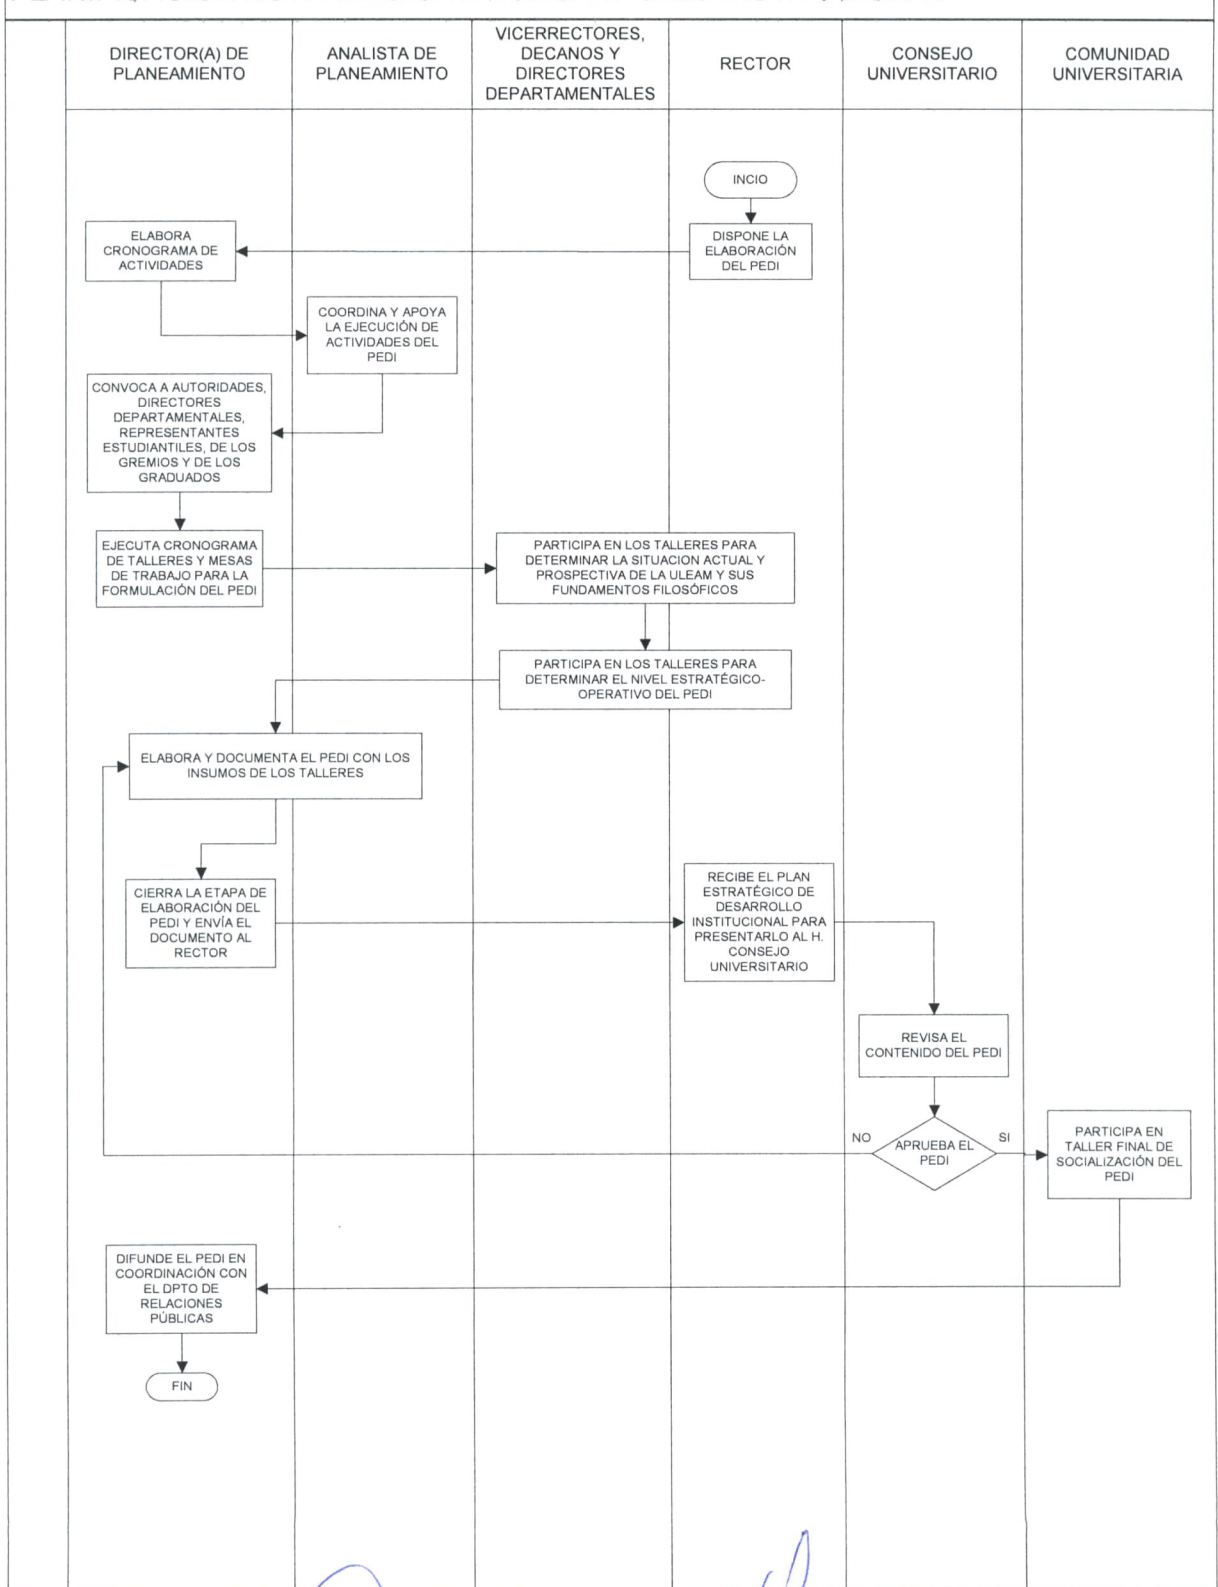 DIRECTOR(A) DE
PLANEAMIENTO
ANALISTA DE
PLANEAMIENTO
VICERRECTORES,
DECANOS Y
DIRECTORES
DEPARTAMENTALES
RECTOR
CONSEJO
UNIVERSITARIO
COMUNIDAD
UNIVERSITARIA
INCIO
DISPONE LA
ELABORACIÓN
DEL PEDI
ELABORA
CRONOGRAMA DE
ACTIVIDADES
COORDINA Y APOYA
LA EJECUCIÓN DE
ACTIVIDADES DEL
PEDI
CONVOCA A AUTORIDADES,
DIRECTORES
DEPARTAMENTALES,
REPRESENTANTES
ESTUDIANTILES, DE LOS
GREMIOS Y DE LOS
GRADUADOS
EJECUTA CRONOGRAMA
DE TALLERES Y MESAS
DE TRABAJO PARA LA
FORMULACIÓN DEL PEDI
PARTICIPA EN LOS TALLERES PARA
DETERMINAR LA SITUACION ACTUAL Y
PROSPECTIVA DE LA ULEAM Y SUS
FUNDAMENTOS FILOSÓFICOS
PARTICIPA EN LOS TALLERES PARA
DETERMINAR EL NIVEL ESTRATÉGICO-
OPERATIVO DEL PEDI
ELABORA Y DOCUMENTA EL PEDI CON LOS
INSUMOS DE LOS TALLERES
CIERRA LA ETAPA DE
ELABORACIÓN DEL
PEDI Y ENVÍA EL
DOCUMENTO AL
RECTOR
RECIBE EL PLAN
ESTRATÉGICO DE
DESARROLLO
INSTITUCIONAL PARA
PRESENTARLO AL H.
CONSEJO
UNIVERSITARIO
REVISA EL
CONTENIDO DEL PEDI
NO
APRUEBA EL
PEDI
SI
PARTICIPA EN
TALLER FINAL DE
SOCIALIZACIÓN DEL
PEDI
DIFUNDE EL PEDI EN
COORDINACIÓN CON
EL DPTO DE
RELACIONES
PÚBLICAS
FIN